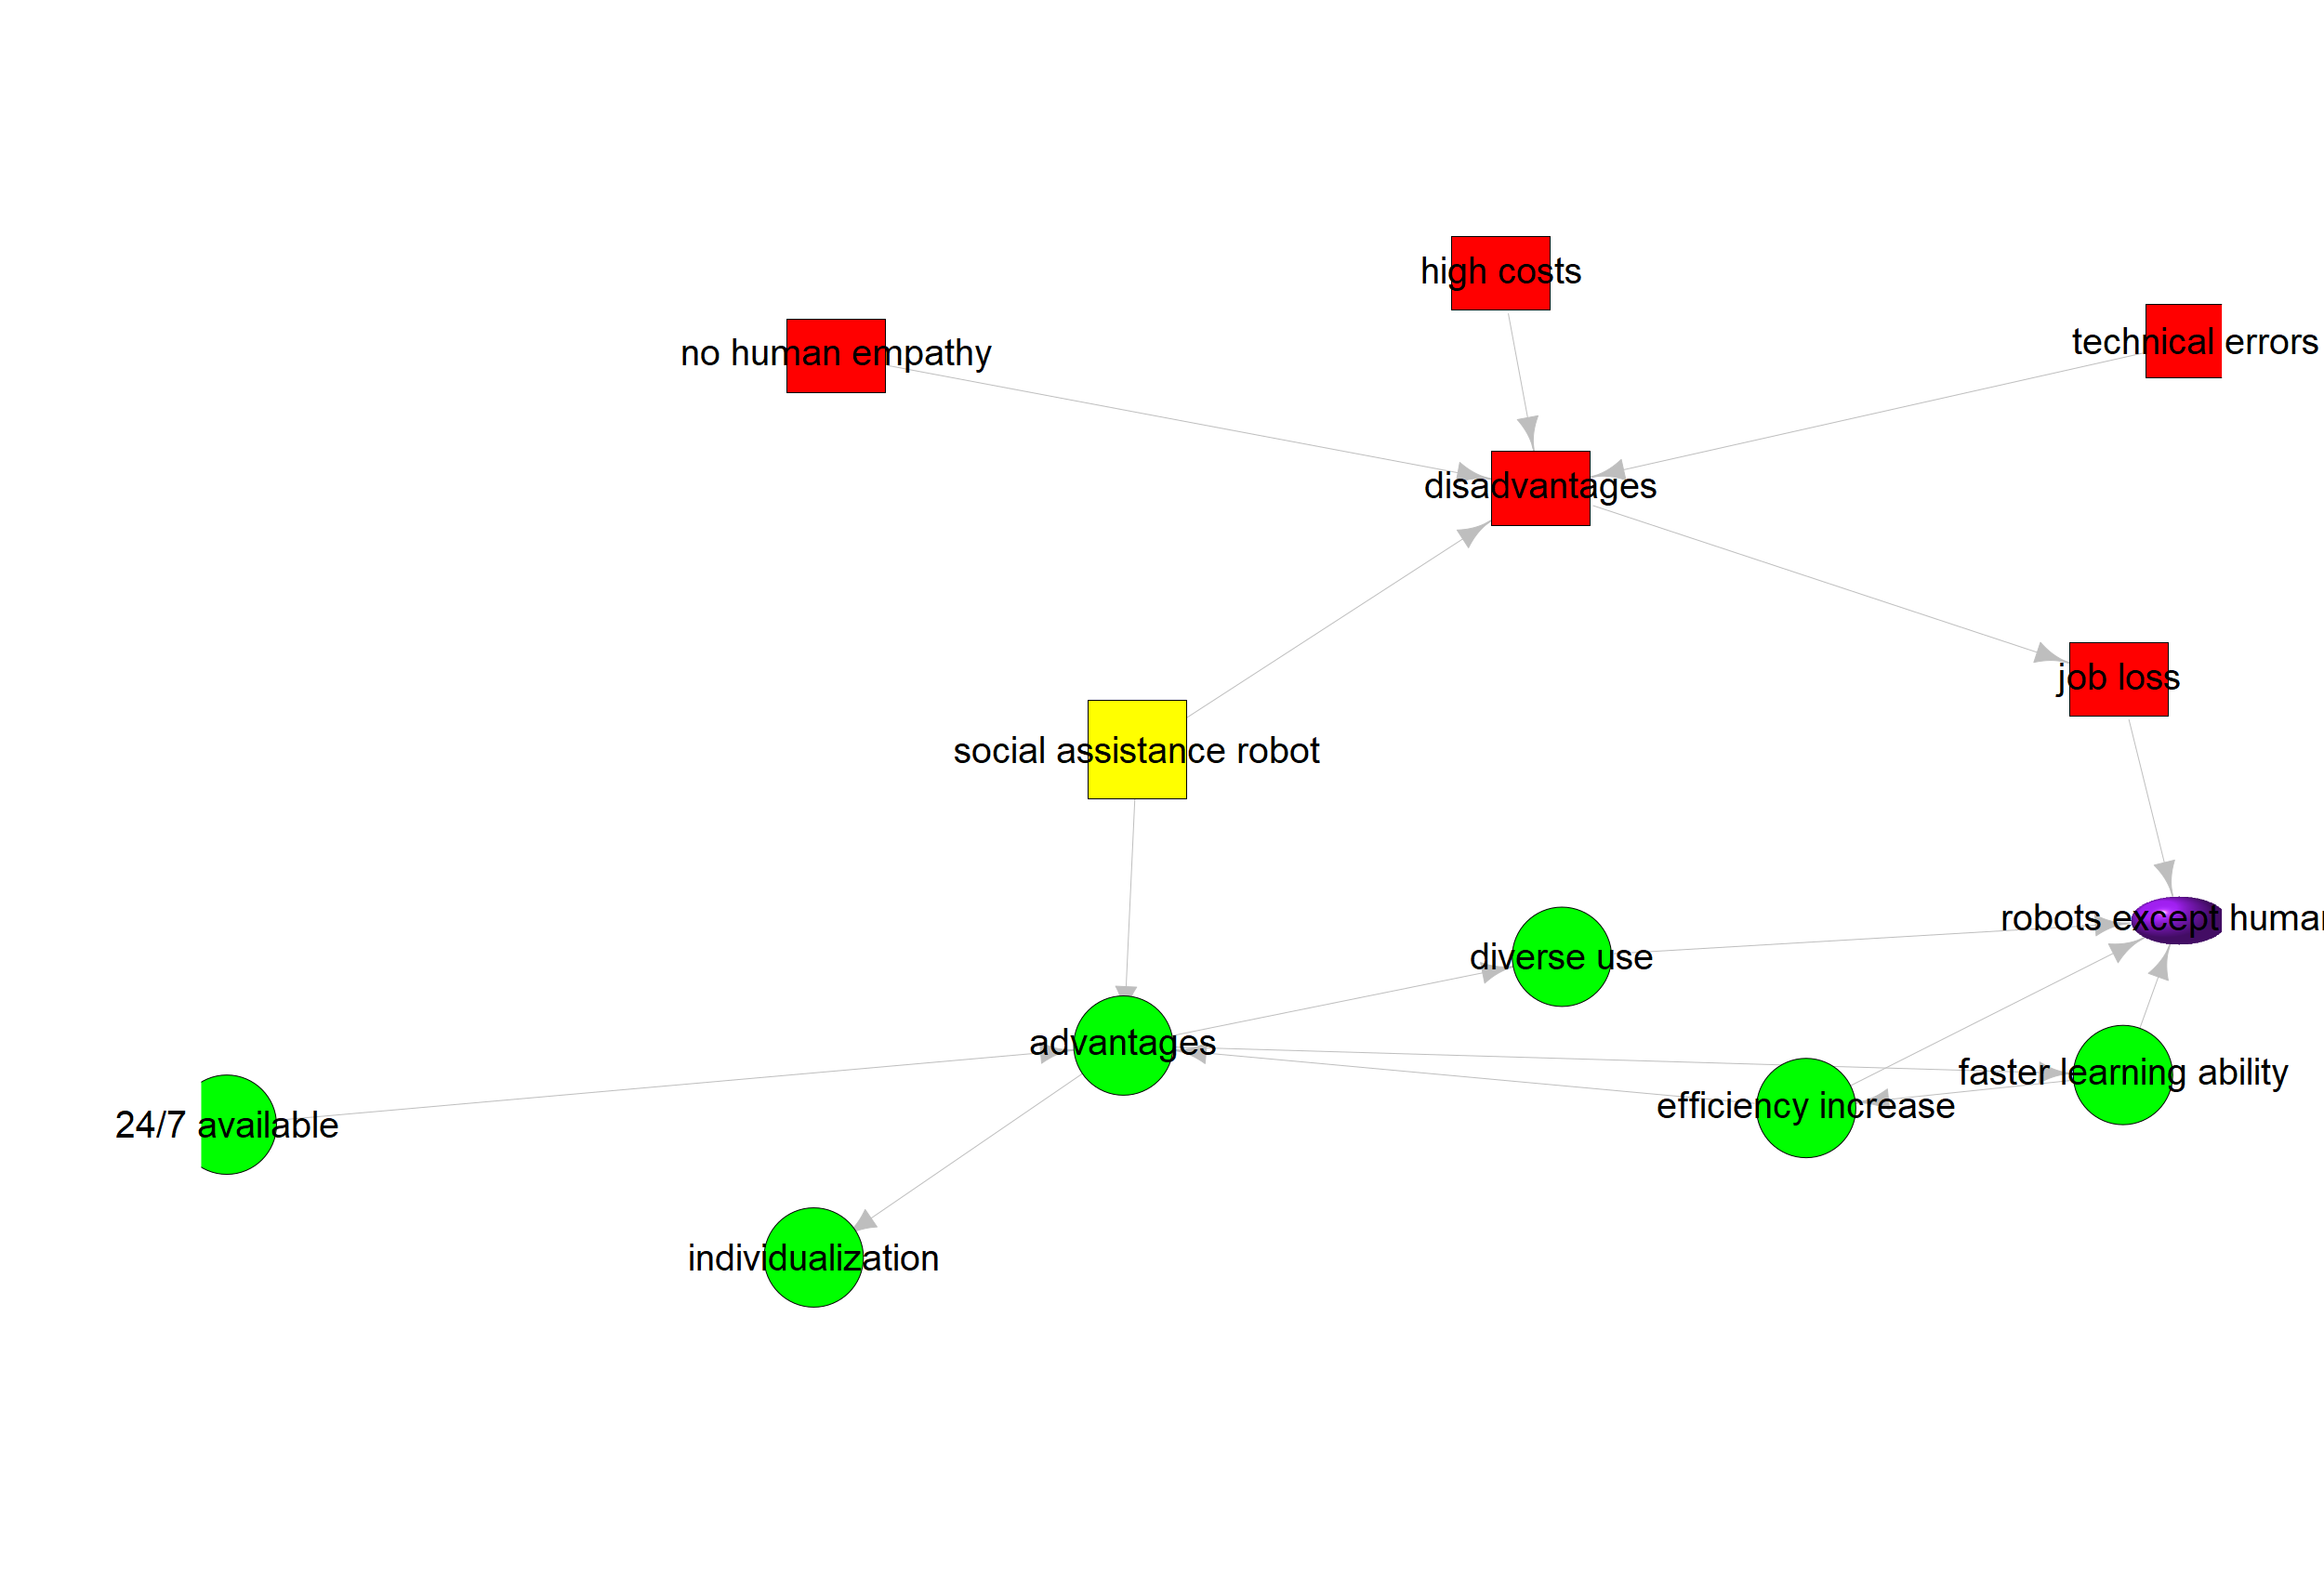 high costs
technical errors
no human empathy
disadvantages
job loss
social assistance robot
robots except human
diverse use
advantages
faster learning ability
efficiency increase
24/7 available
individualization